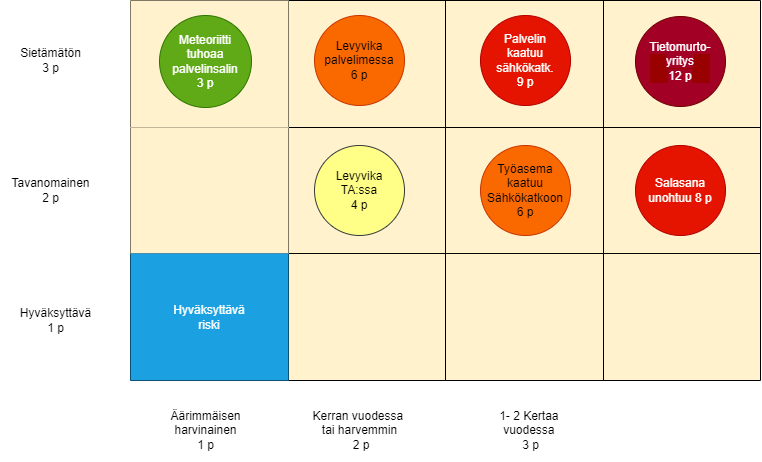 Sietämätön
3 p
Meteoriitti
tuhoaa
palvelinsalin
3 p
Levyvika
palvelimessa
6 p
Palvelin
kaatuu
sähkökatk.
9 p
Tietomurto-
yritys
12 p
Tavanomainen
2 p
Levyvika
TA:ssa
4 p
Työasema
kaatuu
Sähkökatkoon
6 p
Salasana
unohtuu 8 p
Hyväksyttävä
1 p
Hyväksyttävä
riski
Äärimmäisen
harvinainen
1 p
Kerran vuodessa
tai harvemmin
2 p
1- 2 Kertaa
vuodessa
3 p